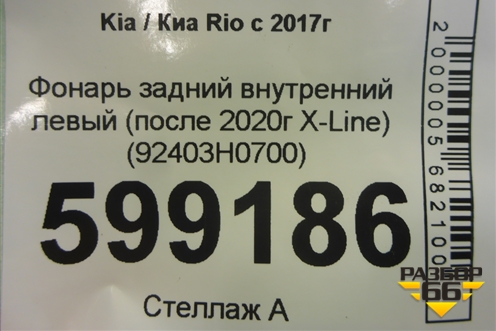 Kia / Киа Rio с 2017г
Фонарь задний внутренний
левый (после 2020г X-Line)
(92403H0700)
599186
Стеллаж А
2000005682100
РАЗБОР
66